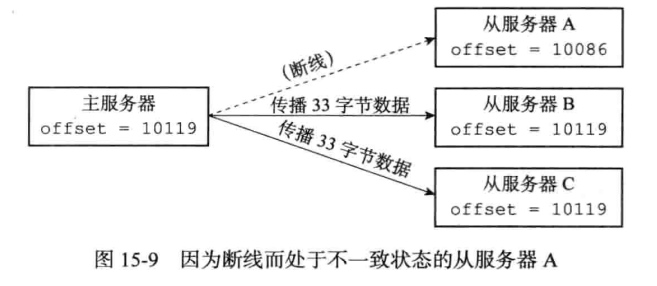 从服务器 A
offset = 10086
(断线)
主服务器
offset = 10119
传播 33 字节数据
从服务器 B
offset = 10119
传播 33 字节数据
从服务器 C
offset = 10119
图 15-9 因为断线而处于不一致状态的从服务器 A